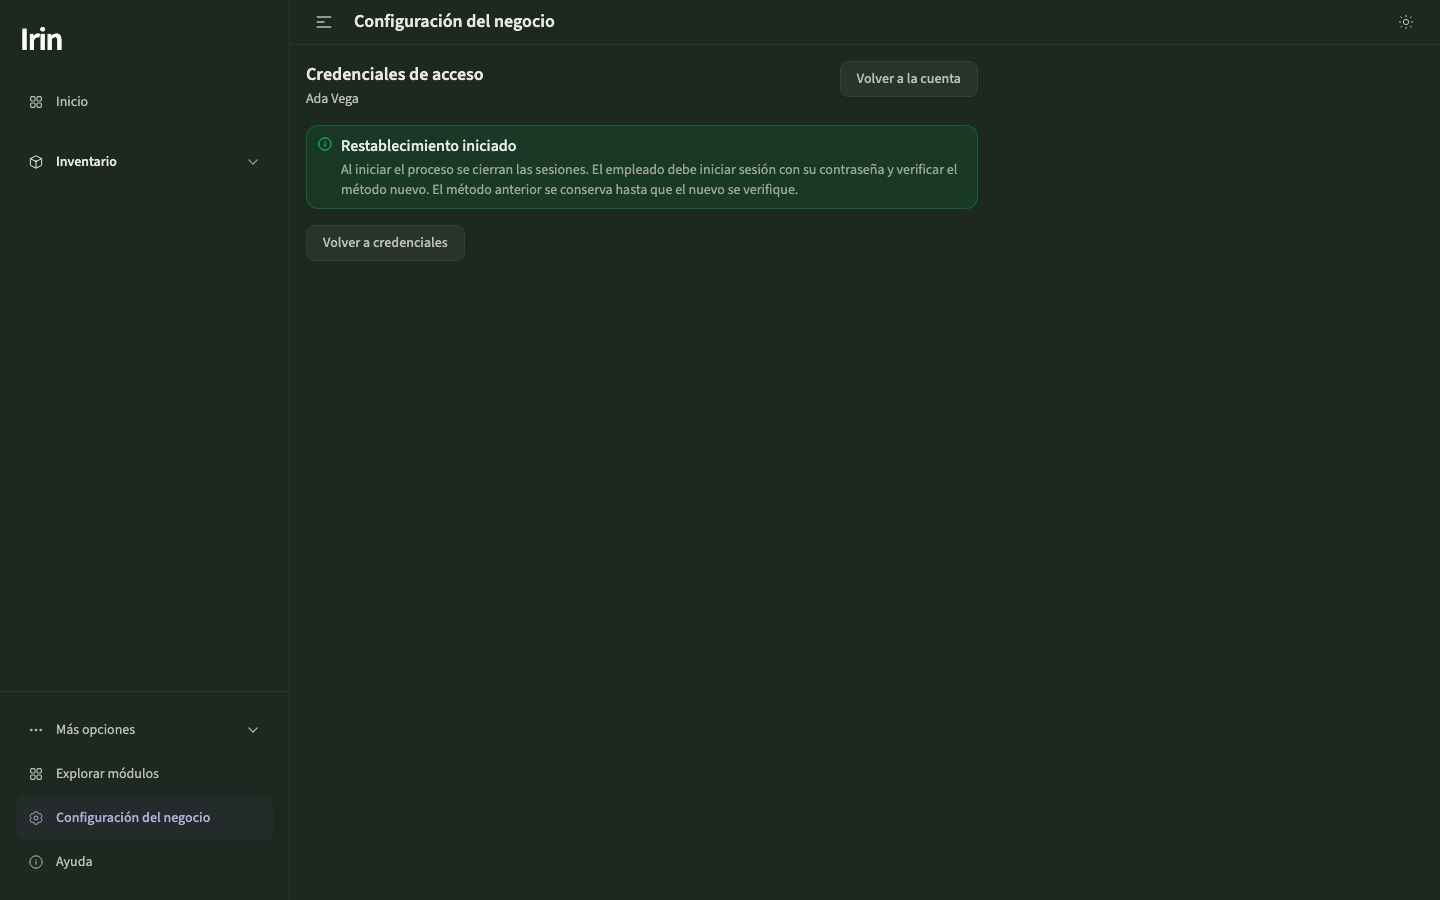 Irin
Configuración del negocio
Inicio
Inventario
Credenciales de acceso
Ada Vega
Volver a la cuenta
Restablecimiento iniciado
Al iniciar el proceso se cierran las sesiones. El empleado debe iniciar sesión con su contraseña y verificar el
método nuevo. El método anterior se conserva hasta que el nuevo se verifique.
Volver a credenciales
Más opciones
Explorar módulos
Configuración del negocio
Ayuda